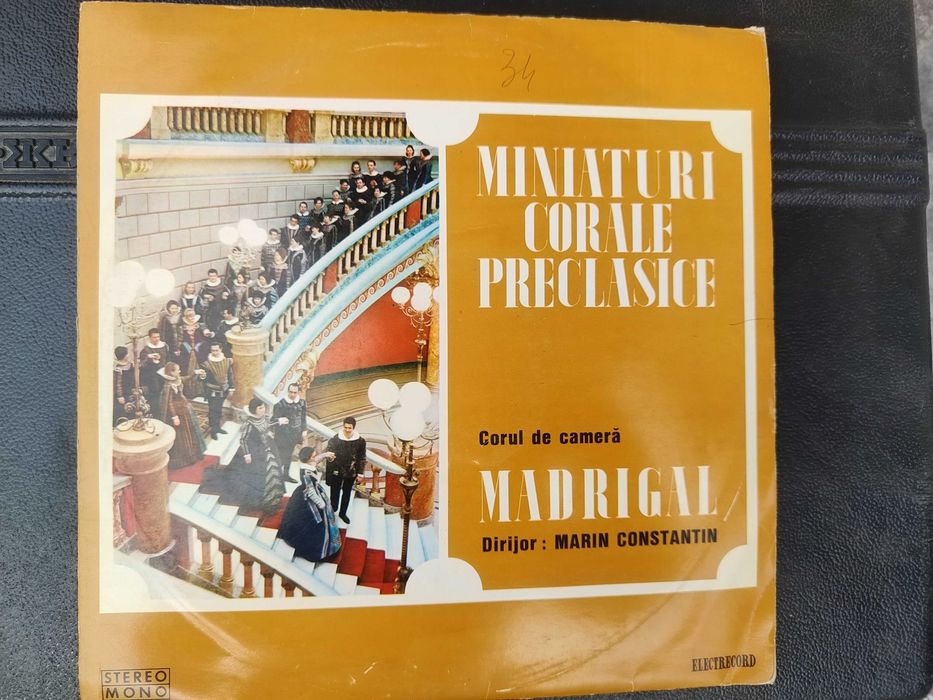 34
MINIATURI
CORALE
PRECLASICE
Corul de cameră
MADRIGAL
Dirijor : MARIN CONSTANTIN
STEREO
MONO
ELECTRECORD